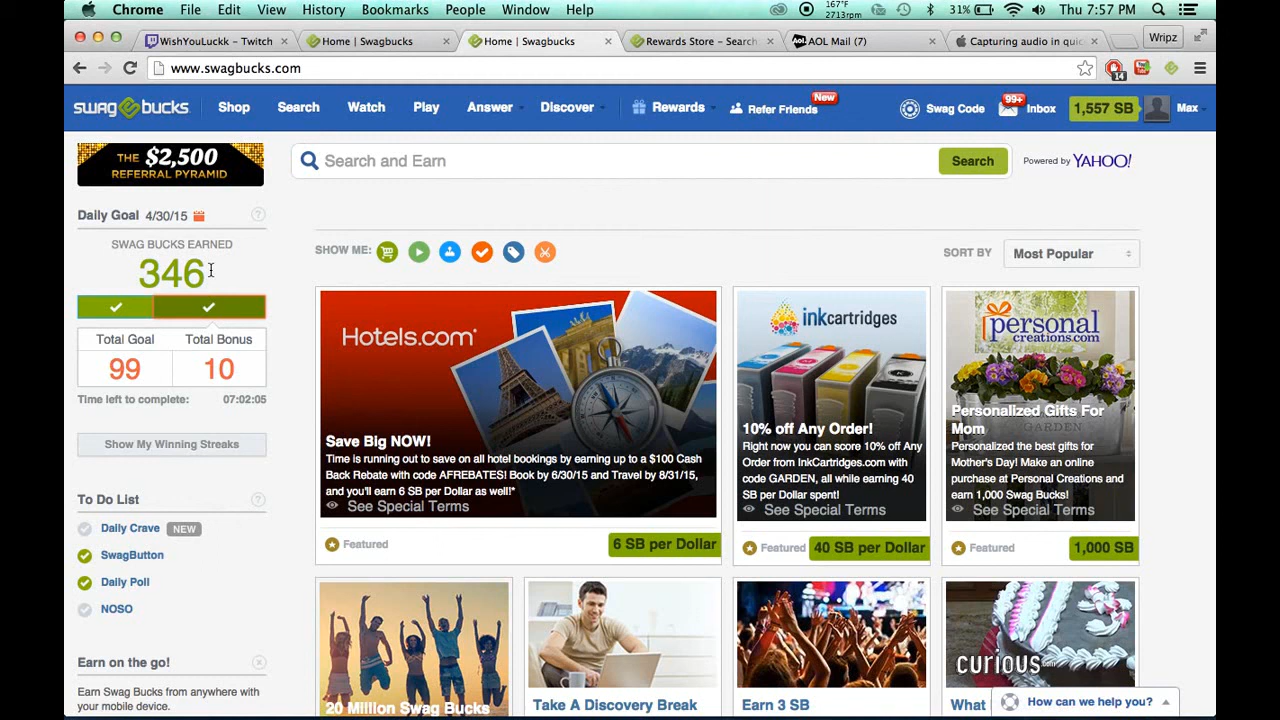 Chrome File Edit View History Bookmarks People Window Help
167°F
2713rpm
31% Thu 7:57 PM
WishYouLuckk - Twitch
Home | Swagbucks
Home | Swagbucks
Rewards Store - Search
AOL Mail (7)
Capturing audio in quic
Wripz
www.swagbucks.com
14
swagbucks
Shop Search Watch Play Answer Discover Rewards Refer Friends New
Swag Code 99+ Inbox 1,557 SB Max
THE $2,500
REFERRAL PYRAMID
Search and Earn
Search
Powered by YAHOO!
Daily Goal 4/30/15 ?
SWAG BUCKS EARNED
346
Total Goal Total Bonus
99 10
Time left to complete: 07:02:05
Show My Winning Streaks
To Do List ?
Daily Crave NEW
SwagButton
Daily Poll
NOSO
Earn on the go!
Earn Swag Bucks from anywhere with
your mobile device.
SHOW ME:
SORT BY Most Popular
Hotels.com
Save Big NOW!
Time is running out to save on all hotel bookings by earning up to a $100 Cash
Back Rebate with code AFREBATES! Book by 6/30/15 and Travel by 8/31/15,
and you'll earn 6 SB per Dollar as well!*
See Special Terms
Featured
6 SB per Dollar
inkcartridges
10% off Any Order!
Right now you can score 10% off Any
Order from InkCartridges.com with
code GARDEN, all while earning 40
SB per Dollar spent!
See Special Terms
Featured
40 SB per Dollar
personal
creations.com
GARDEN
Personalized Gifts For
Mom
Personalized the best gifts for
Mother's Day! Make an online
purchase at Personal Creations and
earn 1,000 Swag Bucks!
See Special Terms
Featured
1,000 SB
20 Million Swag Bucks
Take A Discovery Break
Earn 3 SB
curious.com
What
How can we help you?